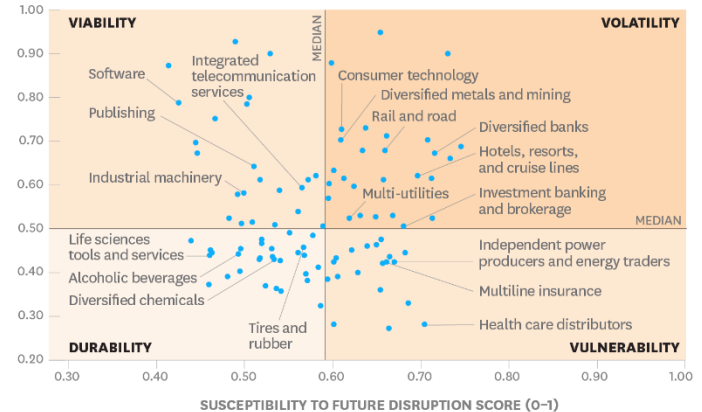 1.00
VIABILITY
MEDIAN
VOLATILITY
0.90
Software
Integrated
telecommunication
services
Consumer technology
0.80
Diversified metals and mining
Publishing
Rail and road
0.70
Diversified banks
Hotels, resorts,
and cruise lines
Industrial machinery
0.60
Multi-utilities
Investment banking
and brokerage
0.50
MEDIAN
Life sciences
tools and services
Independent power
producers and energy traders
0.40
Alcoholic beverages
Multiline insurance
Diversified chemicals
Tires and
rubber
Health care distributors
0.30
DURABILITY
VULNERABILITY
0.20
0.30 0.40 0.50 0.60 0.70 0.80 0.90 1.00
SUSCEPTIBILITY TO FUTURE DISRUPTION SCORE (0–1)